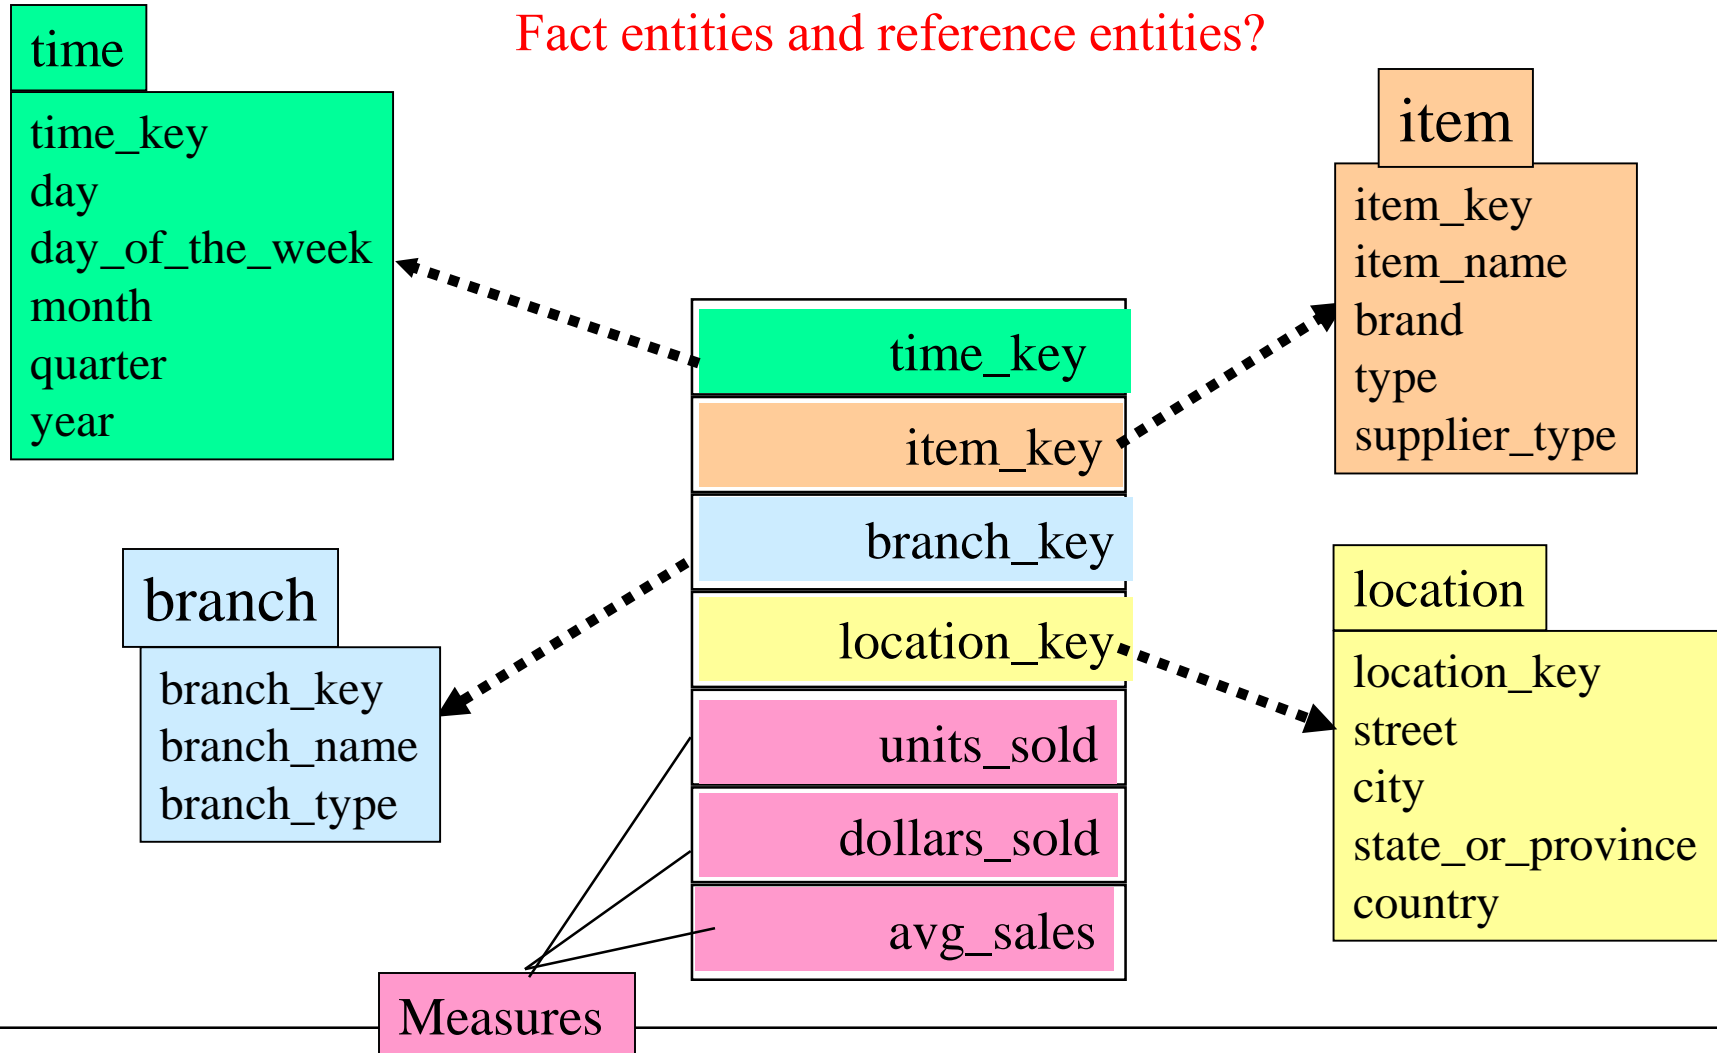 Fact entities and reference entities?
time
time_key
day
day_of_the_week
month
quarter
year
item
item_key
item_name
brand
type
supplier_type
time_key
item_key
branch_key
location_key
units_sold
dollars_sold
avg_sales
branch
branch_key
branch_name
branch_type
location
location_key
street
city
state_or_province
country
Measures